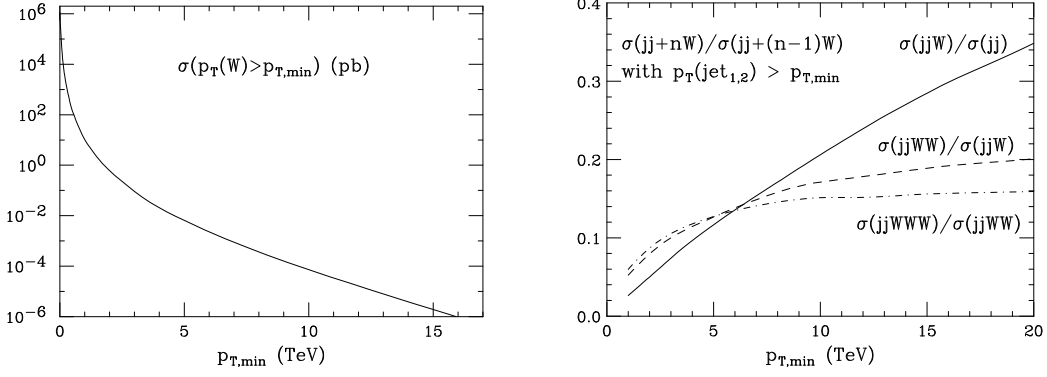 10^6
10^4
10^2
10^0
10^-2
10^-4
10^-6
σ(p_T(W)>p_T,min) (pb)
0 5 10 15
p_T,min (TeV)
0.4
0.3
0.2
0.1
0.0
σ(jj+nW)/σ(jj+(n−1)W)
with p_T(jet_1,2) > p_T,min
σ(jjW)/σ(jj)
σ(jjWW)/σ(jjW)
σ(jjWWW)/σ(jjWW)
0 5 10 15 20
p_T,min (TeV)